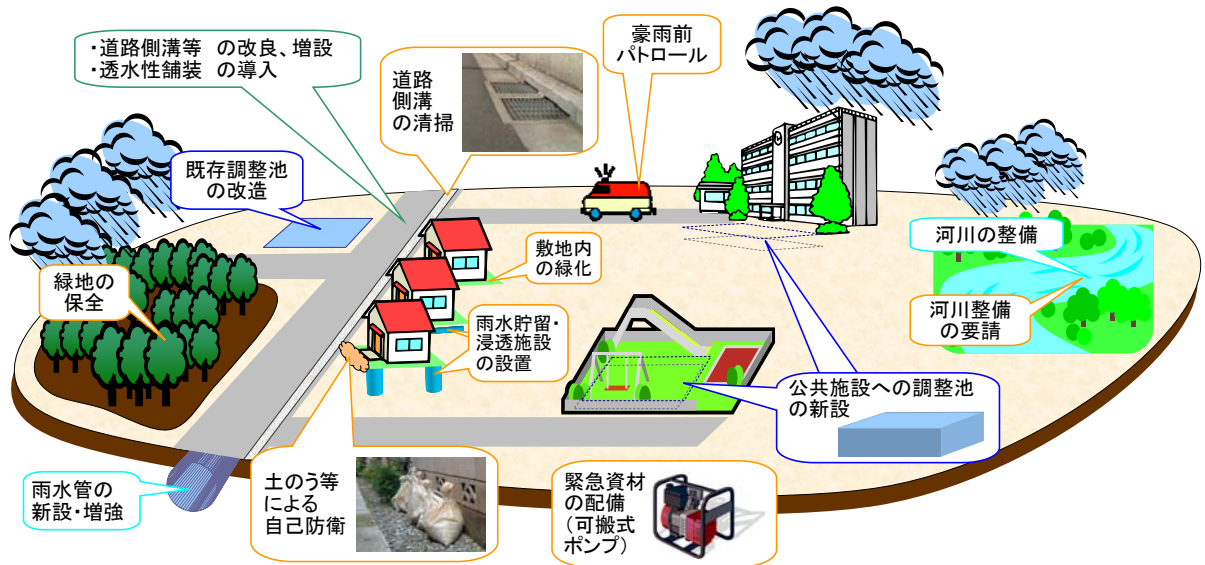 ・道路側溝等　の改良、増設
・透水性舗装　の導入
道路
側溝
の清掃
豪雨前
パトロール
既存調整池
の改造
緑地の
保全
敷地内
の緑化
雨水貯留・
浸透施設
の設置
河川の整備
河川整備
の要請
公共施設への調整池
の新設
雨水管の
新設・増強
土のう等
による
自己防衛
緊急資材
の配備
（可搬式
ポンプ）